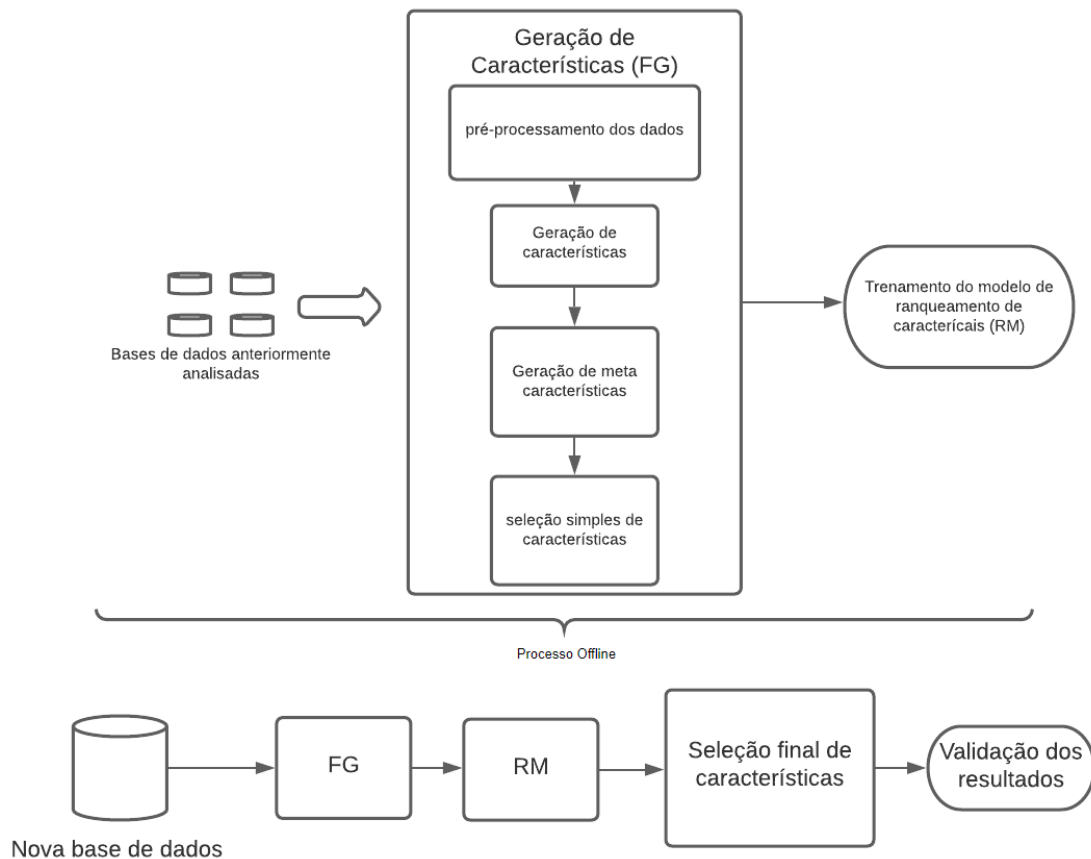 Geração de
Características (FG)
pré-processamento dos dados
Geração de
características
Geração de meta
características
seleção simples de
características
Bases de dados anteriormente
analisadas
Trenamento do modelo de
ranqueamento de
caracterícais (RM)
Processo Offline
Nova base de dados
FG
RM
Seleção final de
características
Validação dos
resultados